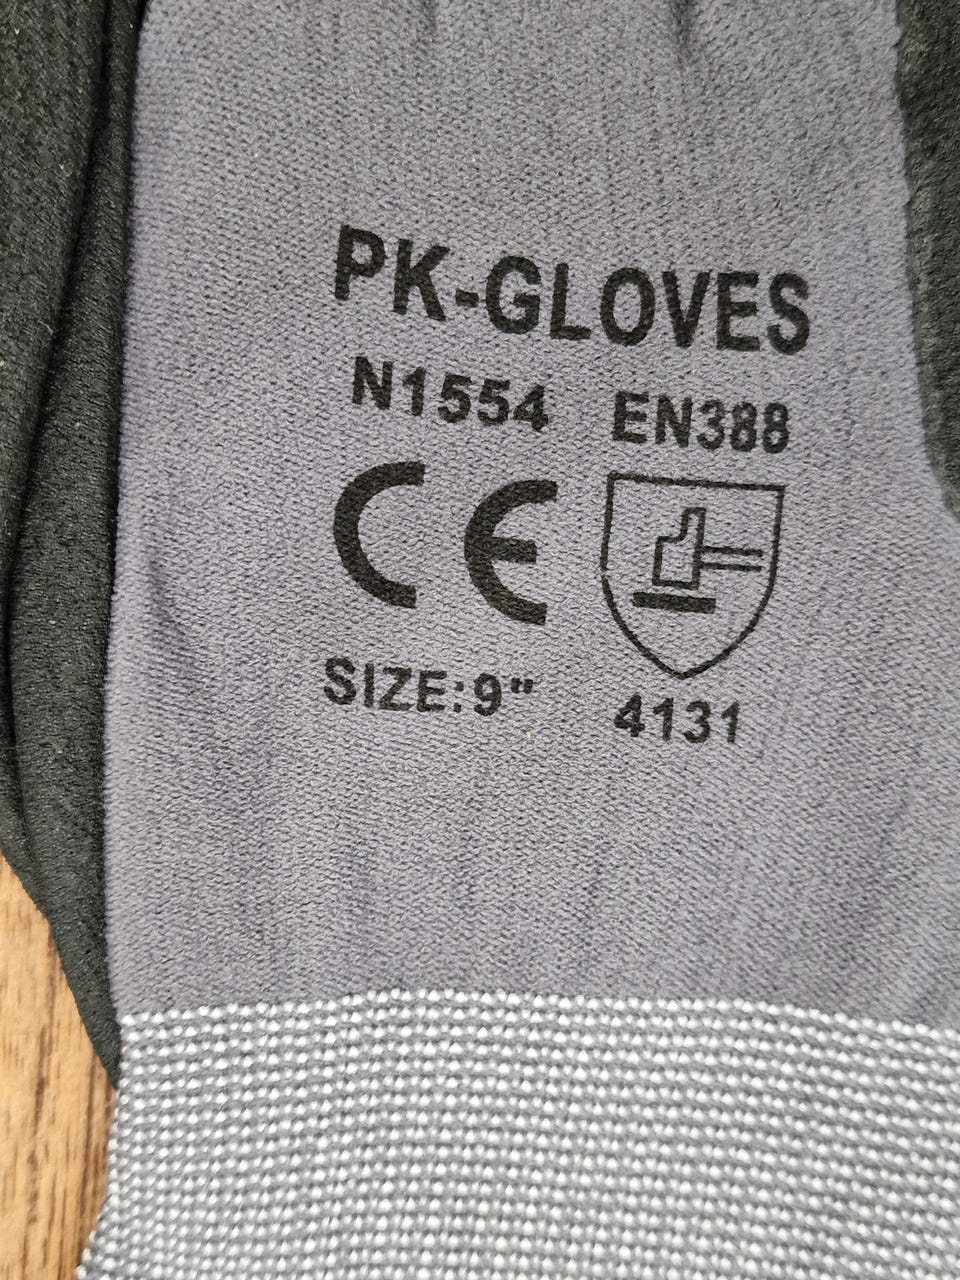 PK-GLOVES
N1554 EN388
CE
SIZE:9" 4131